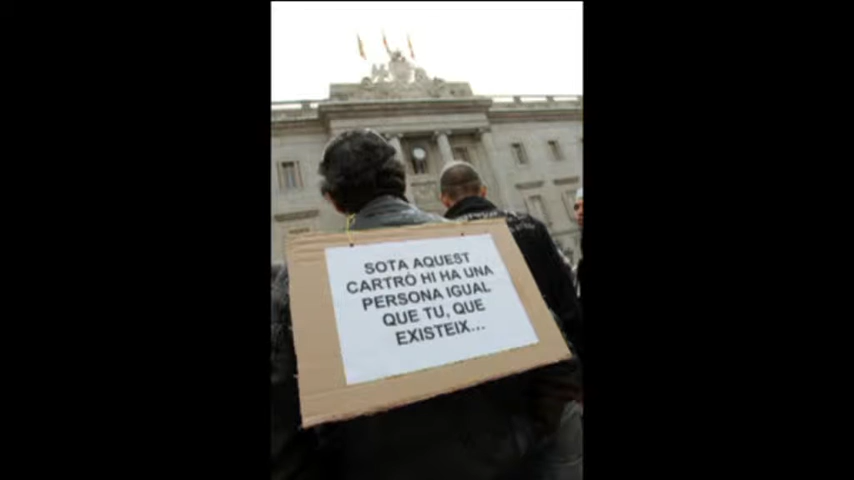 SOTA AQUEST
CARTRÓ HI HA UNA
PERSONA IGUAL
QUE TU, QUE
EXISTEIX...